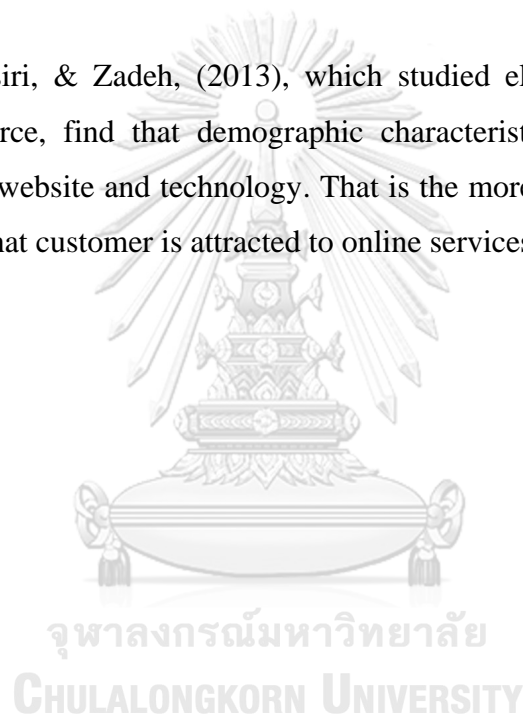 iri, & Zadeh, (2013), which studied el
rce, find that demographic characterist
website and technology. That is the more
hat customer is attracted to online services
จุฬาลงกรณ์มหาวิทยาลัย
CHULALONGKORN UNIVERSITY